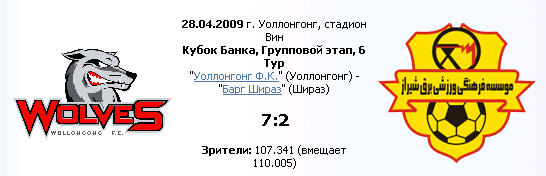 28.04.2009 г. Уоллонгонг, стадион
Вин
Кубок Банка, Групповой этап, 6
Тур
"Уоллонгонг Ф.К." (Уоллонгонг) -
"Барг Шираз" (Шираз)
7:2
Зрители: 107.341 (вмещает
110.005)
WOLVES
WOLLONGONG F.C.
موسسه فرهنگی ورزشی برق شیراز